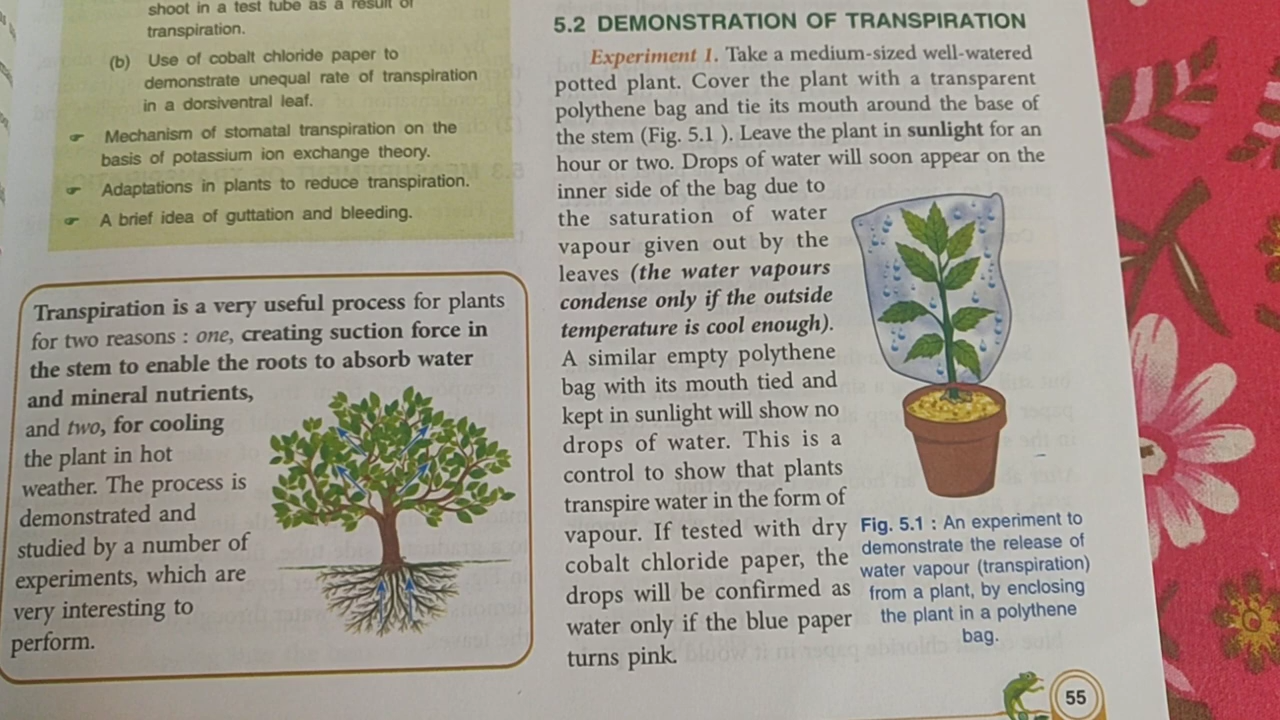 shoot in a test tube as a result of
transpiration.
(b) Use of cobalt chloride paper to
demonstrate unequal rate of transpiration
in a dorsiventral leaf.
Mechanism of stomatal transpiration on the
basis of potassium ion exchange theory.
Adaptations in plants to reduce transpiration.
A brief idea of guttation and bleeding.
Transpiration is a very useful process for plants
for two reasons : one, creating suction force in
the stem to enable the roots to absorb water
and mineral nutrients,
and two, for cooling
the plant in hot
weather. The process is
demonstrated and
studied by a number of
experiments, which are
very interesting to
perform.
5.2 DEMONSTRATION OF TRANSPIRATION
Experiment 1. Take a medium-sized well-watered
potted plant. Cover the plant with a transparent
polythene bag and tie its mouth around the base of
the stem (Fig. 5.1 ). Leave the plant in sunlight for an
hour or two. Drops of water will soon appear on the
inner side of the bag due to
the saturation of water
vapour given out by the
leaves (the water vapours
condense only if the outside
temperature is cool enough).
A similar empty polythene
bag with its mouth tied and
kept in sunlight will show no
drops of water. This is a
control to show that plants
transpire water in the form of
vapour. If tested with dry
cobalt chloride paper, the
drops will be confirmed as
water only if the blue paper
turns pink.
Fig. 5.1 : An experiment to
demonstrate the release of
water vapour (transpiration)
from a plant, by enclosing
the plant in a polythene
bag.
55